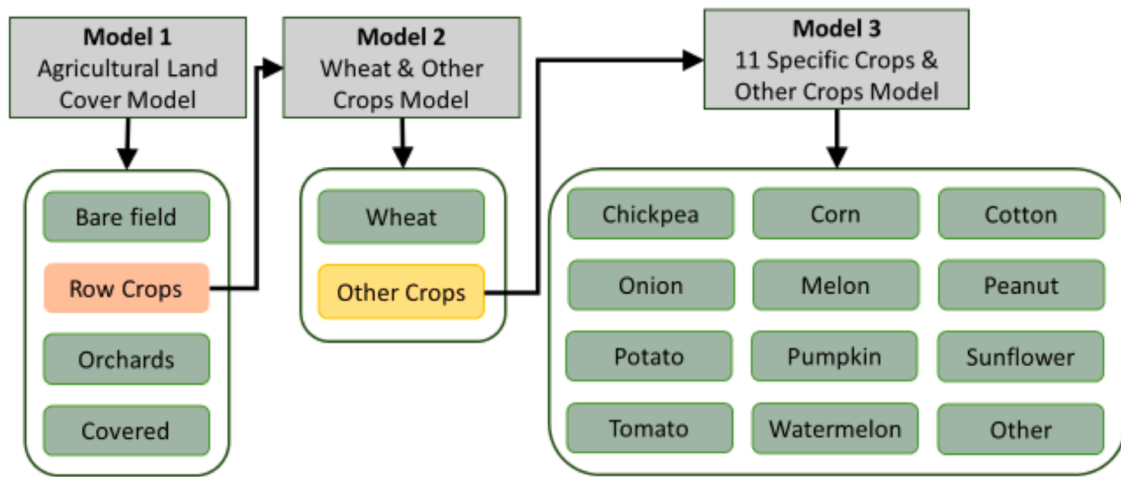 Model 1
Agricultural Land
Cover Model
Model 2
Wheat & Other
Crops Model
Model 3
11 Specific Crops &
Other Crops Model
Bare field
Row Crops
Orchards
Covered
Wheat
Other Crops
Chickpea
Corn
Cotton
Onion
Melon
Peanut
Potato
Pumpkin
Sunflower
Tomato
Watermelon
Other